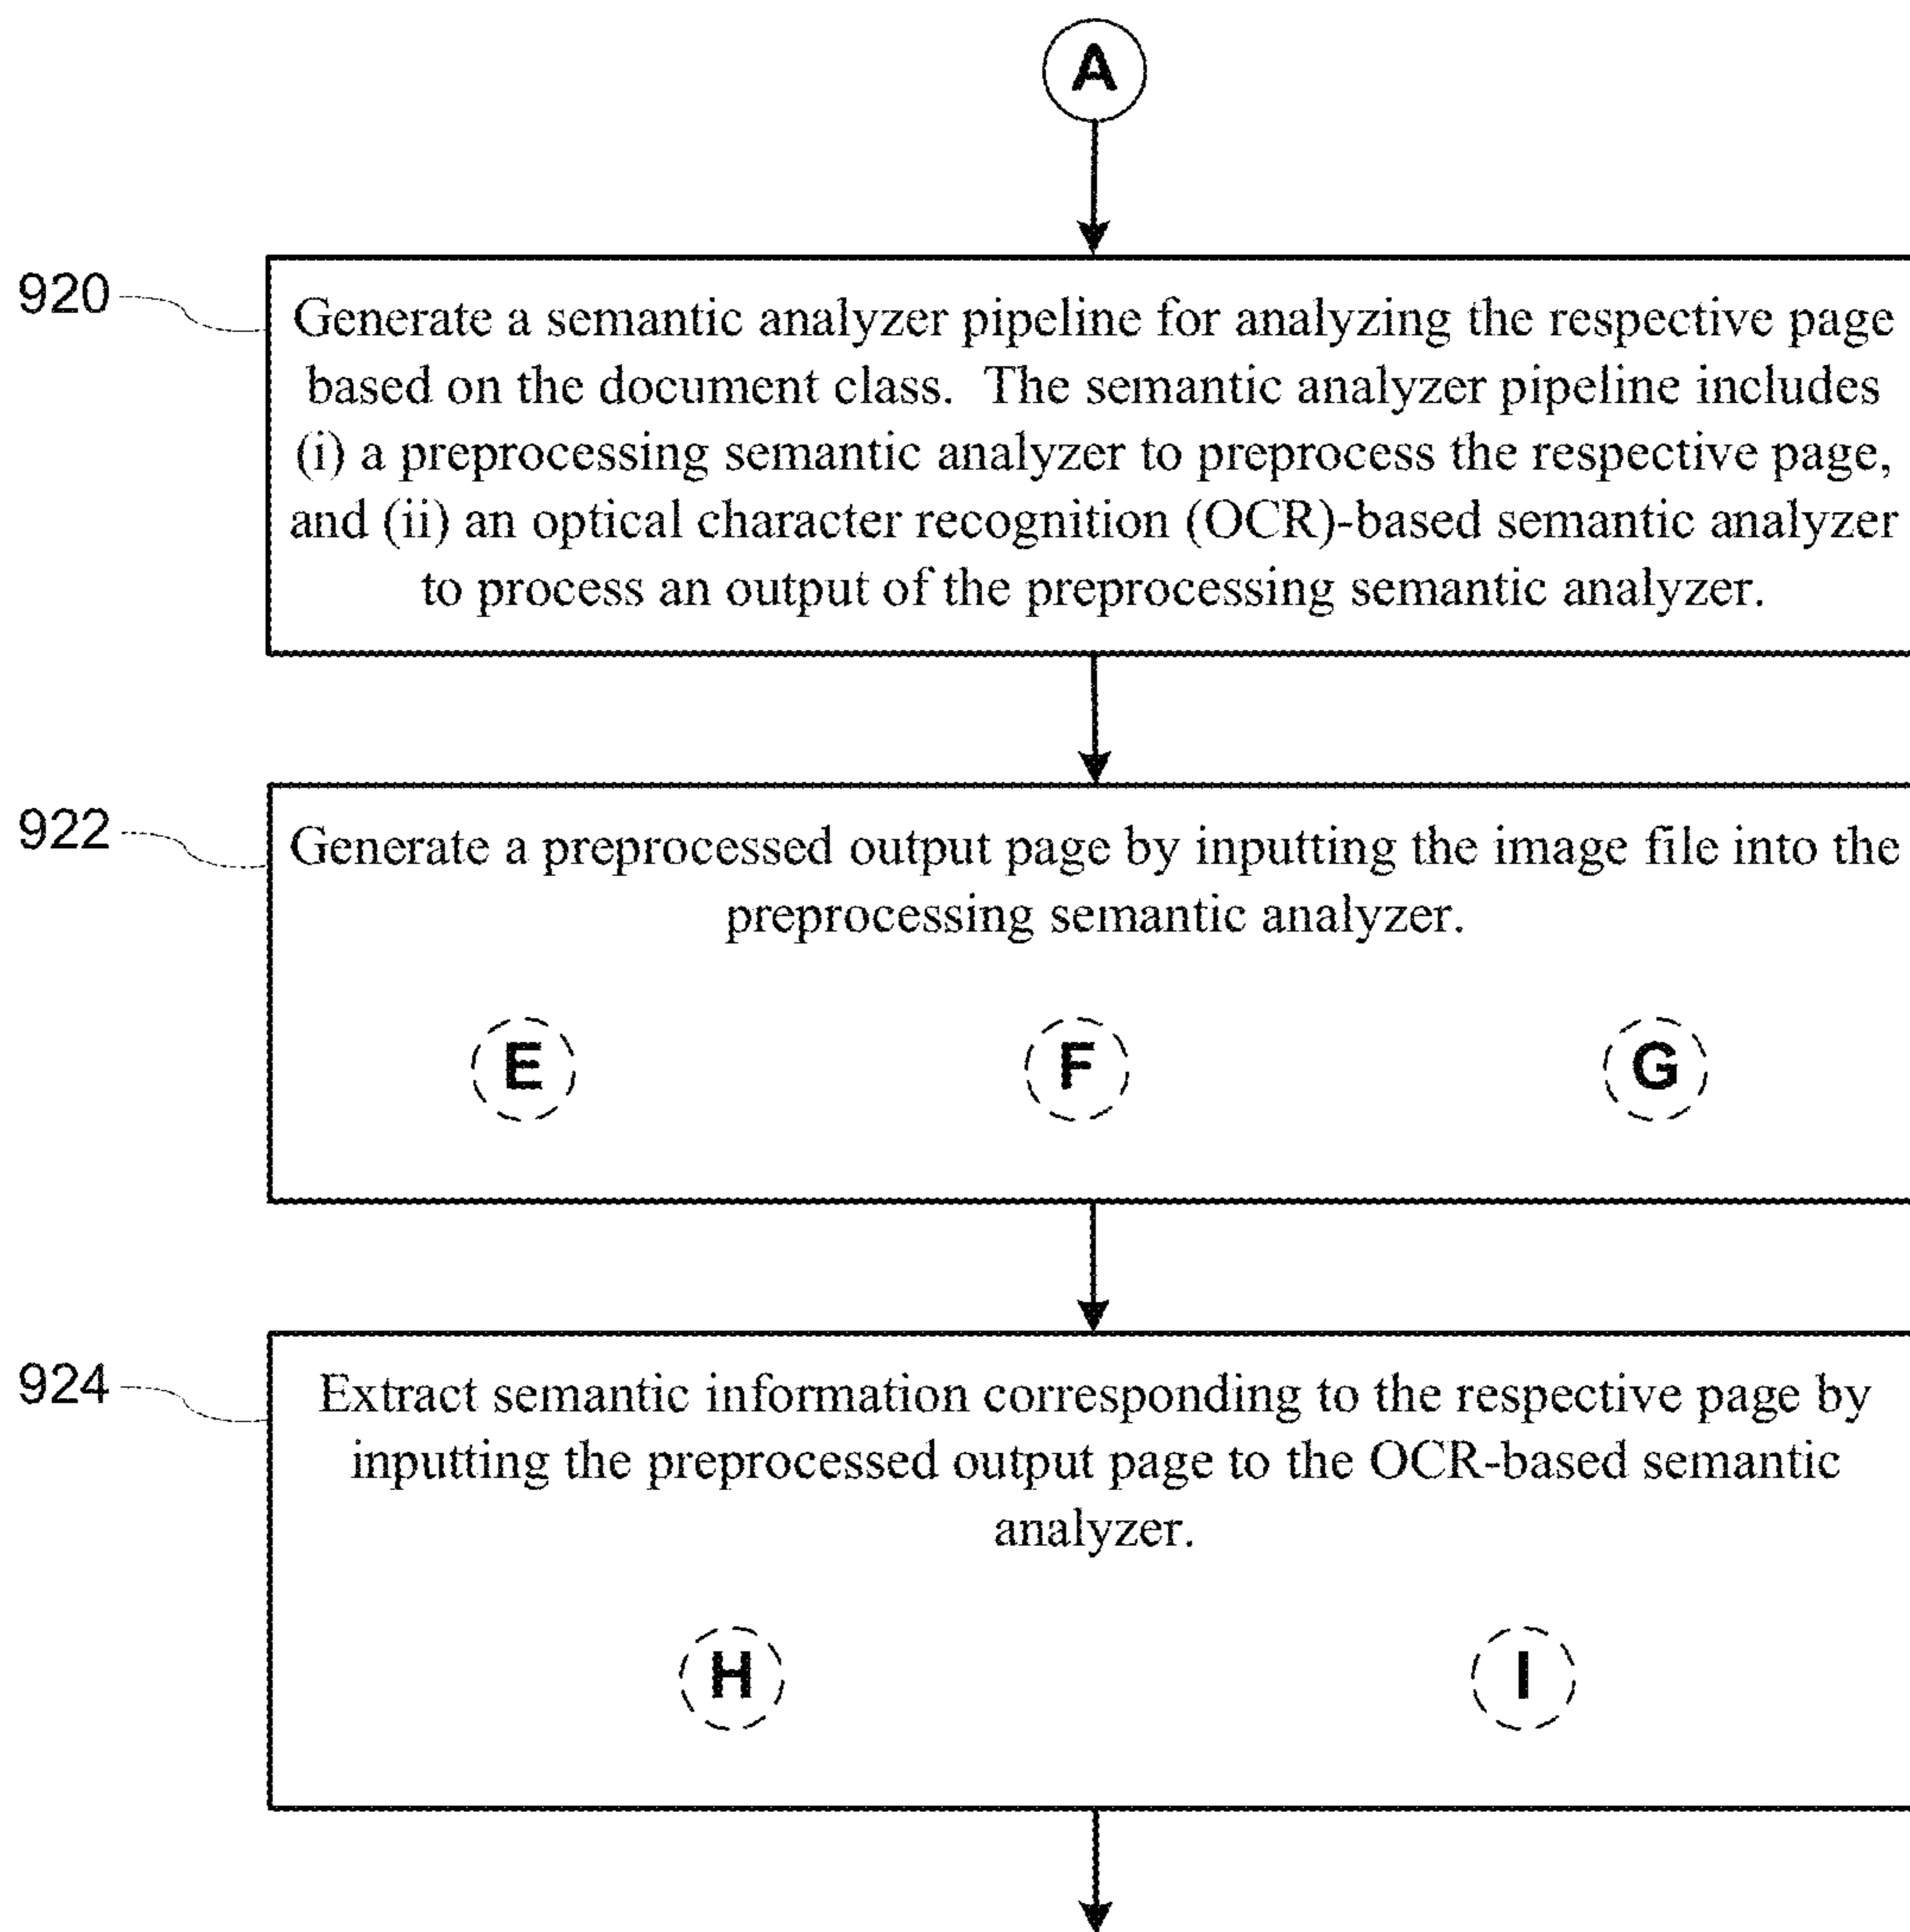 A
920
Generate a semantic analyzer pipeline for analyzing the respective page
based on the document class. The semantic analyzer pipeline includes
(i) a preprocessing semantic analyzer to preprocess the respective page,
and (ii) an optical character recognition (OCR)-based semantic analyzer
to process an output of the preprocessing semantic analyzer.
922
Generate a preprocessed output page by inputting the image file into the
preprocessing semantic analyzer.
E F G
924
Extract semantic information corresponding to the respective page by
inputting the preprocessed output page to the OCR-based semantic
analyzer.
H I